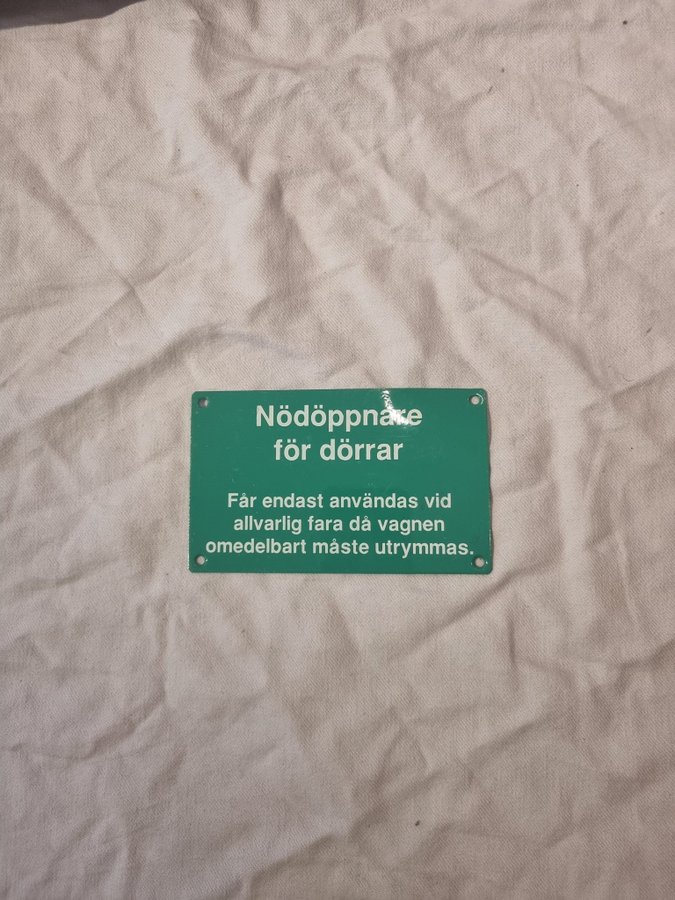 Nödöppnare
för dörrar
Får endast användas vid
allvarlig fara då vagnen
omedelbart måste utrymmas.